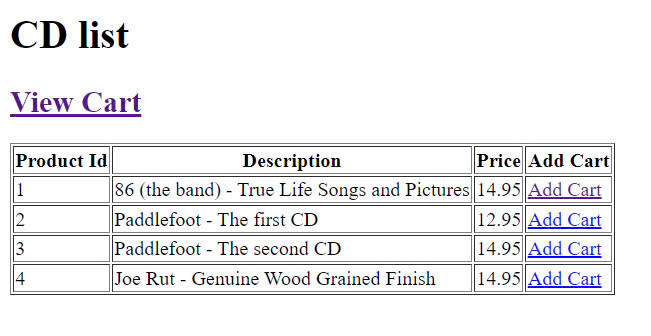 CD list
View Cart
Product Id Description Price Add Cart
1 86 (the band) - True Life Songs and Pictures 14.95 Add Cart
2 Paddlefoot - The first CD 12.95 Add Cart
3 Paddlefoot - The second CD 14.95 Add Cart
4 Joe Rut - Genuine Wood Grained Finish 14.95 Add Cart